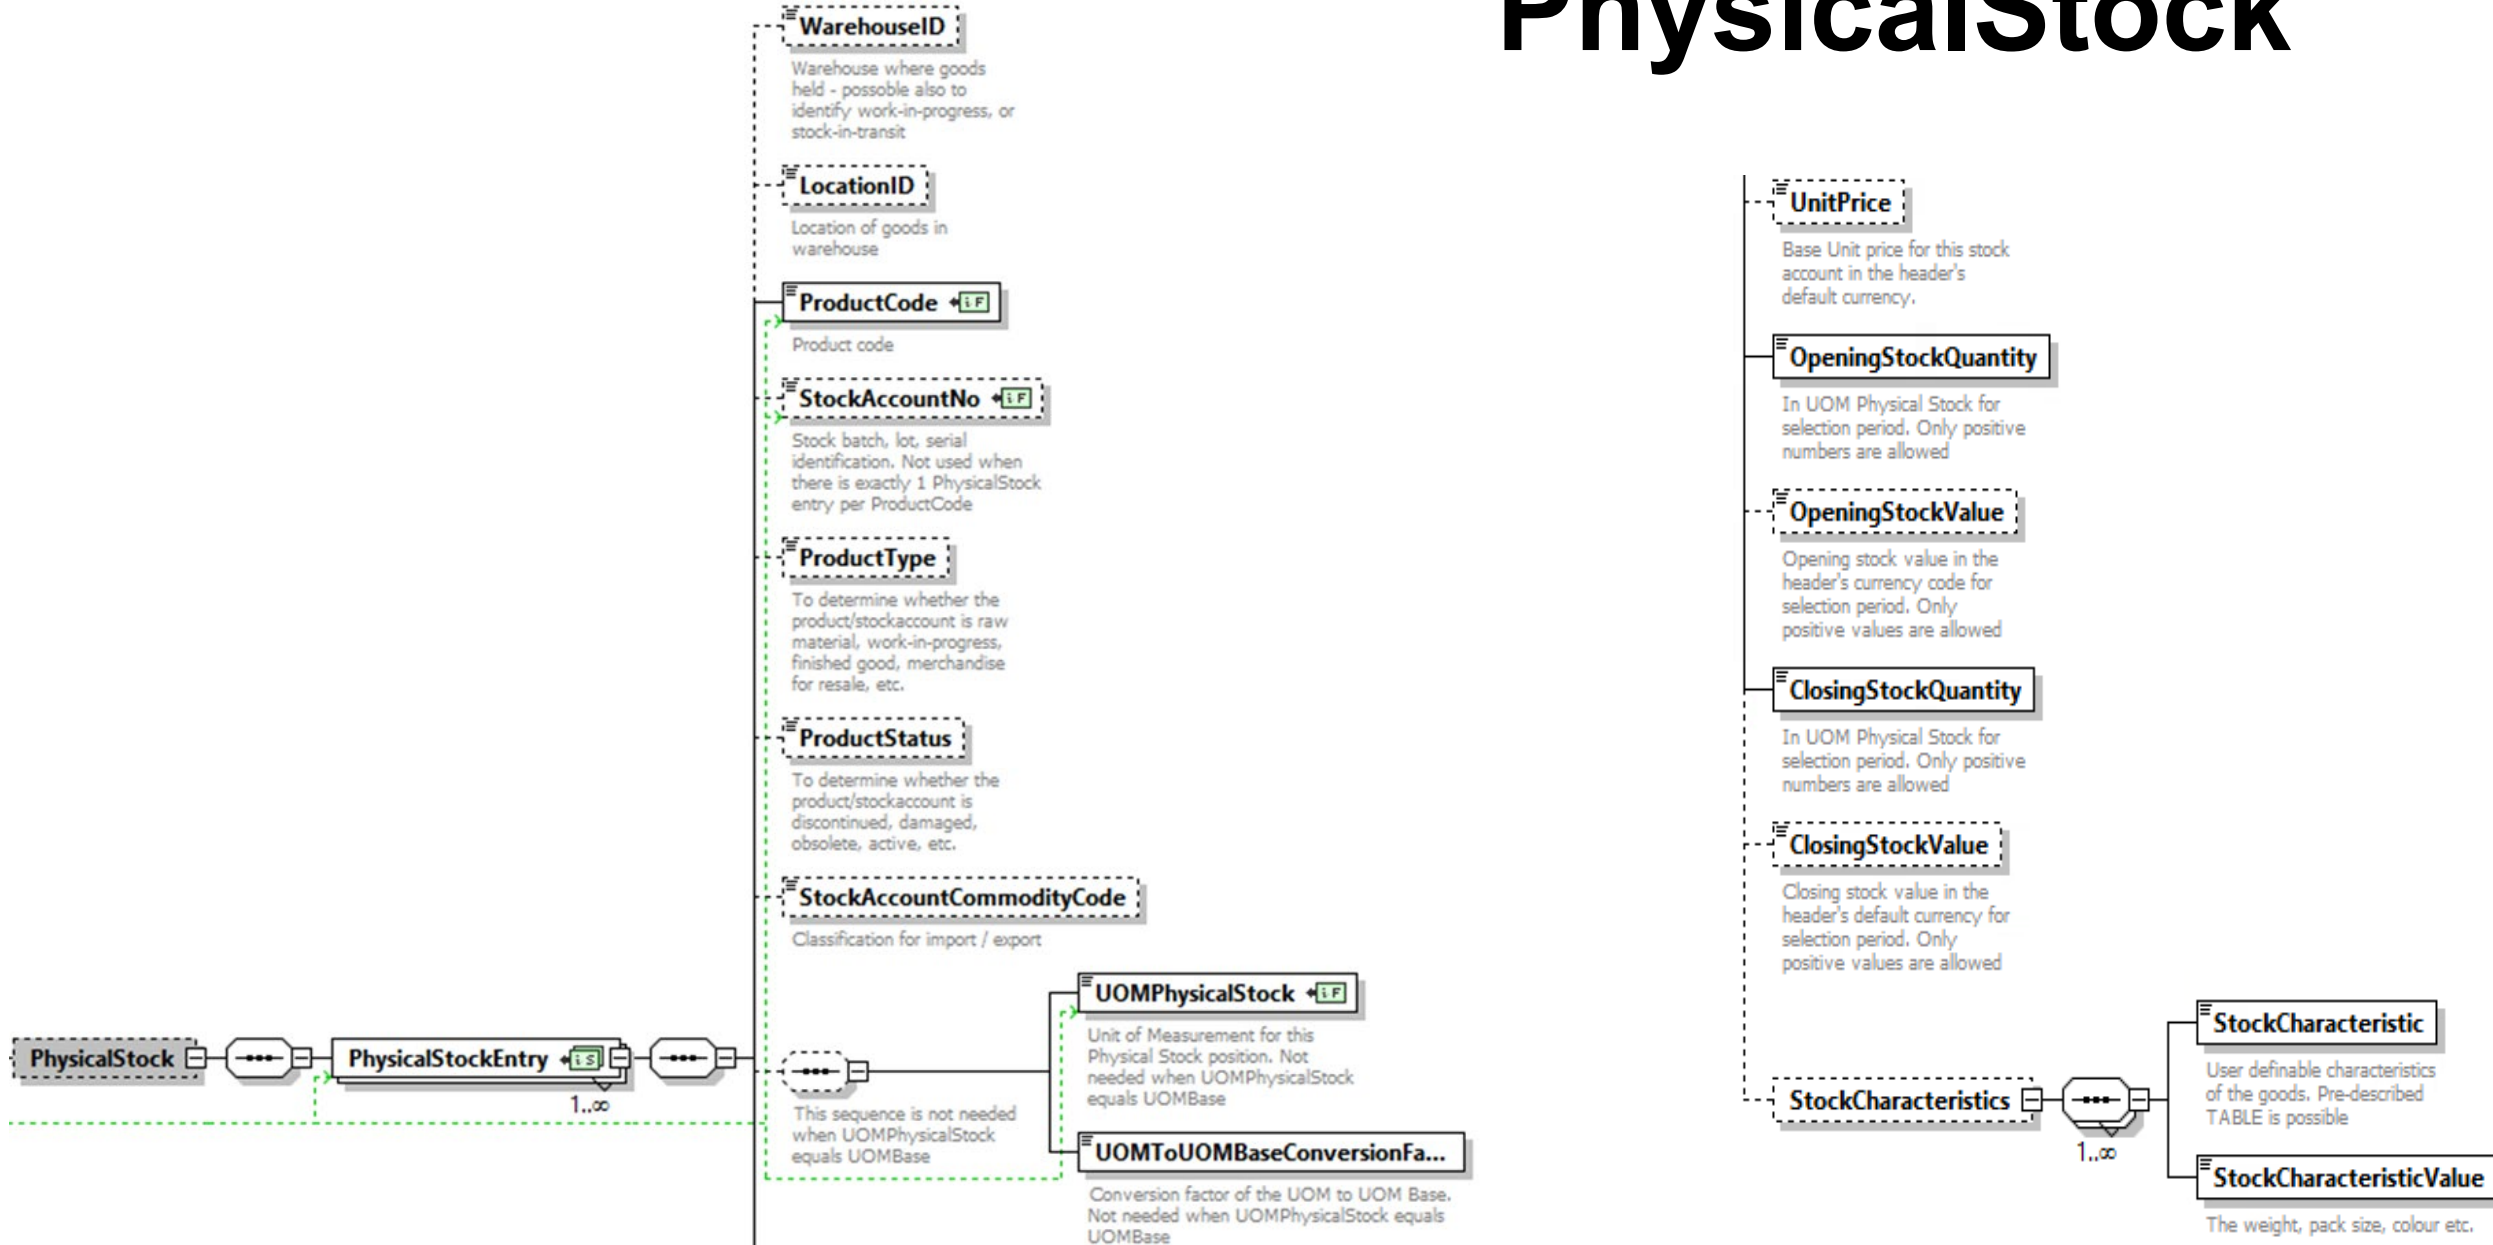 PhysicalStock
WarehouseID
Warehouse where goods
held - possoble also to
identify work-in-progress, or
stock-in-transit
LocationID
Location of goods in
warehouse
ProductCode iF
Product code
StockAccountNo iF
Stock batch, lot, serial
identification. Not used when
there is exactly 1 PhysicalStock
entry per ProductCode
ProductType
To determine whether the
product/stockaccount is raw
material, work-in-progress,
finished good, merchandise
for resale, etc.
ProductStatus
To determine whether the
product/stockaccount is
discontinued, damaged,
obsolete, active, etc.
StockAccountCommodityCode
Classification for import / export
PhysicalStock
PhysicalStockEntry iS
1..∞
This sequence is not needed
when UOMPhysicalStock
equals UOMBase
UOMPhysicalStock iF
Unit of Measurement for this
Physical Stock position. Not
needed when UOMPhysicalStock
equals UOMBase
UOMToUOMBaseConversionFa...
Conversion factor of the UOM to UOM Base.
Not needed when UOMPhysicalStock equals
UOMBase
UnitPrice
Base Unit price for this stock
account in the header's
default currency.
OpeningStockQuantity
In UOM Physical Stock for
selection period. Only positive
numbers are allowed
OpeningStockValue
Opening stock value in the
header's currency code for
selection period. Only
positive values are allowed
ClosingStockQuantity
In UOM Physical Stock for
selection period. Only positive
numbers are allowed
ClosingStockValue
Closing stock value in the
header's default currency for
selection period. Only
positive values are allowed
StockCharacteristics
1..∞
StockCharacteristic
User definable characteristics
of the goods. Pre-described
TABLE is possible
StockCharacteristicValue
The weight, pack size, colour etc.